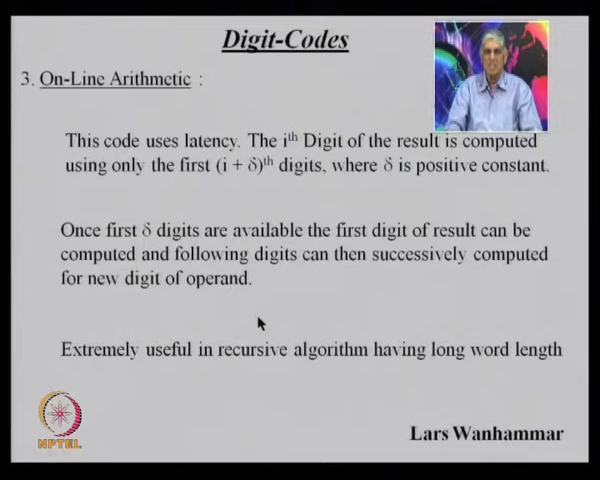 Digit-Codes
3. On-Line Arithmetic :
This code uses latency. The iᵗʰ Digit of the result is computed
using only the first (i + δ)ᵗʰ digits, where δ is positive constant.
Once first δ digits are available the first digit of result can be
computed and following digits can then successively computed
for new digit of operand.
Extremely useful in recursive algorithm having long word length
NPTEL
Lars Wanhammar